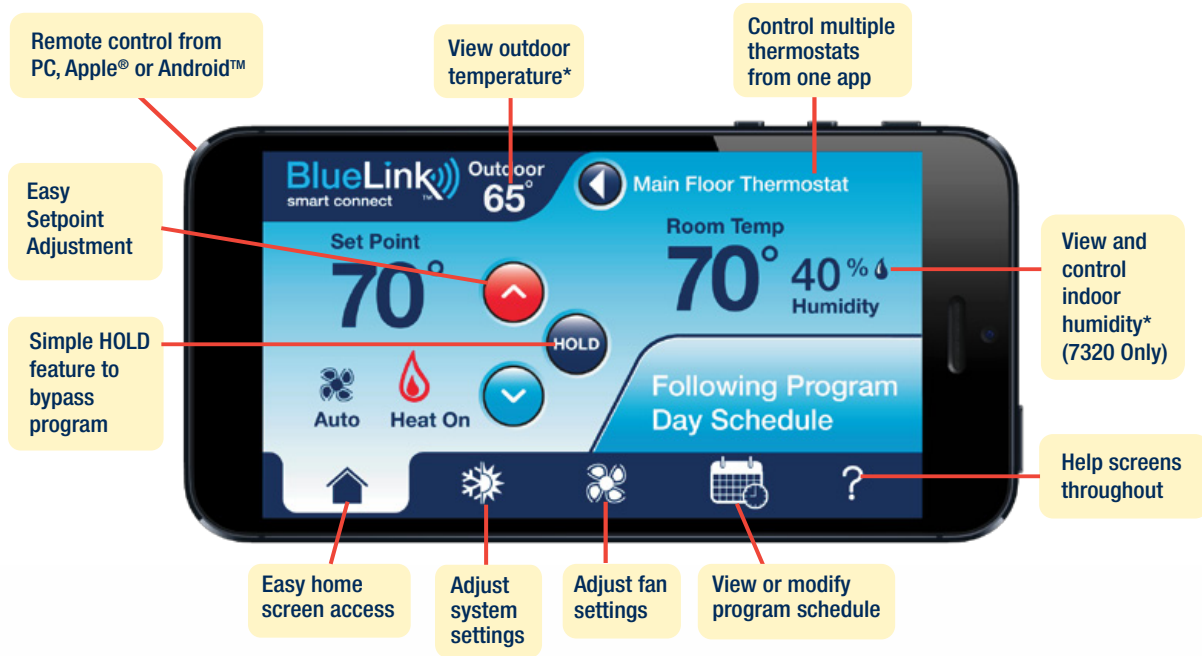 Remote control from
PC, Apple® or Android™
View outdoor
temperature*
Control multiple
thermostats
from one app
Easy
Setpoint
Adjustment
Simple HOLD
feature to
bypass
program
BlueLink™
smart connect
Outdoor
65°
Main Floor Thermostat
Set Point
70°
HOLD
Auto
Heat On
Room Temp
70°
40%
Humidity
Following Program
Day Schedule
?
View and
control
indoor
humidity*
(7320 Only)
Help screens
throughout
Easy home
screen access
Adjust
system
settings
Adjust fan
settings
View or modify
program schedule